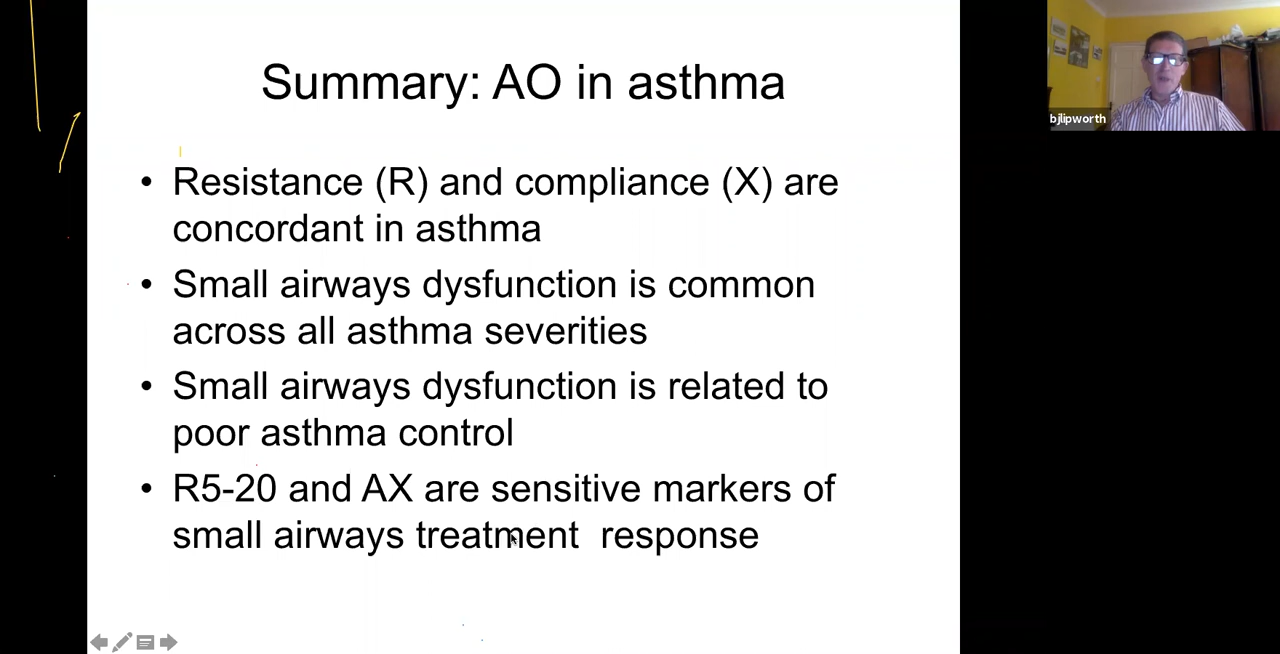 Summary: AO in asthma
bjlipworth
• Resistance (R) and compliance (X) are
concordant in asthma
• Small airways dysfunction is common
across all asthma severities
• Small airways dysfunction is related to
poor asthma control
• R5-20 and AX are sensitive markers of
small airways treatment  response